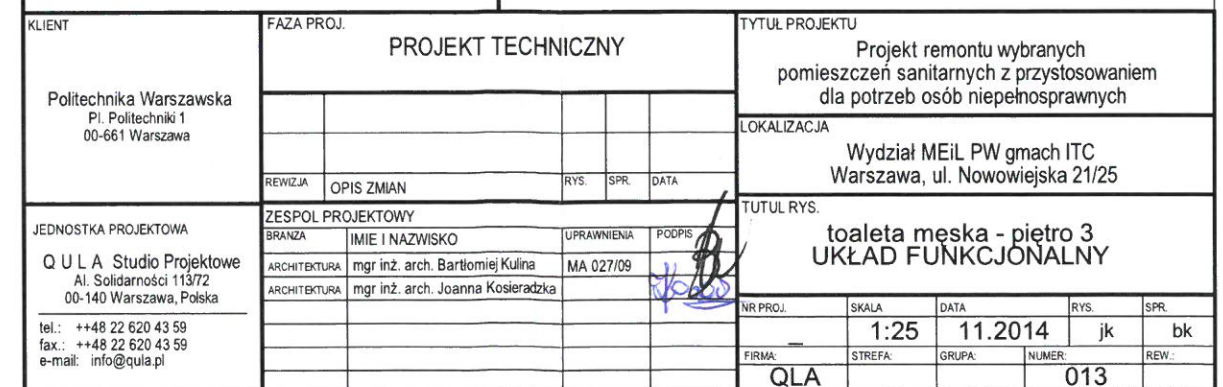 KLIENT
Politechnika Warszawska
Pl. Politechniki 1
00-661 Warszawa
JEDNOSTKA PROJEKTOWA
Q U L A Studio Projektowe
Al. Solidarności 113/72
00-140 Warszawa, Polska
tel.: ++48 22 620 43 59
fax.: ++48 22 620 43 59
e-mail: info@qula.pl
FAZA PROJ.
PROJEKT TECHNICZNY
REWIZJA OPIS ZMIAN RYS. SPR. DATA
ZESPOL PROJEKTOWY
BRANZA IMIE I NAZWISKO UPRAWNIENIA PODPIS
ARCHITEKTURA mgr inż. arch. Bartłomiej Kulina MA 027/09
ARCHITEKTURA mgr inż. arch. Joanna Kosieradzka
TYTUŁ PROJEKTU
Projekt remontu wybranych
pomieszczeń sanitarnych z przystosowaniem
dla potrzeb osób niepełnosprawnych
LOKALIZACJA
Wydział MEiL PW gmach ITC
Warszawa, ul. Nowowiejska 21/25
TUTUL RYS.
toaleta męska - piętro 3
UKŁAD FUNKCJONALNY
NR PROJ. SKALA DATA RYS. SPR.
_ 1:25 11.2014 jk bk
FIRMA: STREFA: GRUPA: NUMER: REW.:
QLA 013